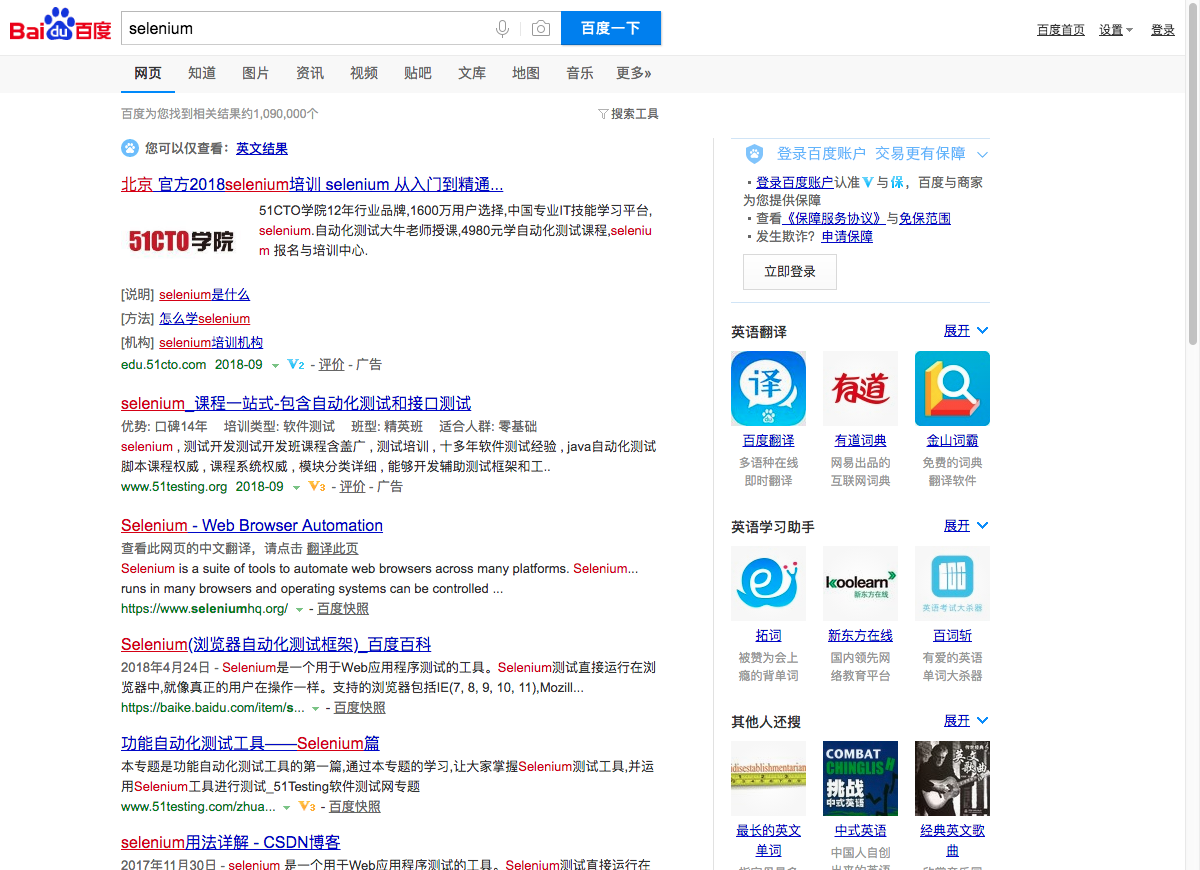 Bai du 百度
selenium
百度一下
百度首页 设置 登录
网页 知道 图片 资讯 视频 贴吧 文库 地图 音乐 更多»
百度为您找到相关结果约1,090,000个
搜索工具
您可以仅查看：英文结果
北京 官方2018selenium培训 selenium 从入门到精通...
51CTO学院
51CTO学院12年行业品牌,1600万用户选择,中国专业IT技能学习平台,
selenium.自动化测试大牛老师授课,4980元学自动化测试课程,seleniu
m 报名与培训中心.
[说明] selenium是什么
[方法] 怎么学selenium
[机构] selenium培训机构
edu.51cto.com 2018-09 V2 - 评价 - 广告
selenium_课程一站式-包含自动化测试和接口测试
优势: 口碑14年 培训类型: 软件测试 班型: 精英班 适合人群: 零基础
selenium , 测试开发测试开发班课程含盖广 , 测试培训 , 十多年软件测试经验 , java自动化测试
脚本课程权威 , 课程系统权威 , 模块分类详细 , 能够开发辅助测试框架和工..
www.51testing.org 2018-09 V3 - 评价 - 广告
Selenium - Web Browser Automation
查看此网页的中文翻译，请点击 翻译此页
Selenium is a suite of tools to automate web browsers across many platforms. Selenium...
runs in many browsers and operating systems can be controlled ...
https://www.seleniumhq.org/ - 百度快照
Selenium(浏览器自动化测试框架)_百度百科
2018年4月24日 - Selenium是一个用于Web应用程序测试的工具。Selenium测试直接运行在浏
览器中,就像真正的用户在操作一样。支持的浏览器包括IE(7, 8, 9, 10, 11),Mozill...
https://baike.baidu.com/item/s... - 百度快照
功能自动化测试工具——Selenium篇
本专题是功能自动化测试工具的第一篇,通过本专题的学习,让大家掌握Selenium测试工具,并运
用Selenium工具进行测试_51Testing软件测试网专题
www.51testing.com/zhua... V3 - 百度快照
selenium用法详解 - CSDN博客
2017年11月30日 - selenium 是一个用于Web应用程序测试的工具。Selenium测试直接运行在
登录百度账户 交易更有保障
· 登录百度账户认准V与保，百度与商家
为您提供保障
· 查看《保障服务协议》与免保范围
· 发生欺诈？申请保障
立即登录
英语翻译 展开
译 有道
百度翻译 有道词典 金山词霸
多语种在线 网易出品的 免费的词典
即时翻译 互联网词典 翻译软件
英语学习助手 展开
koolearn
新东方在线
英语考试大杀器
拓词 新东方在线 百词斩
被赞为会上 国内领先网 有爱的英语
瘾的背单词 络教育平台 单词大杀器
其他人还搜 展开
idisestablishmentarian
COMBAT
CHINGLISH
挑战
中式英语
英文
歌曲
最长的英文 中式英语 经典英文歌
单词 中国人自创 曲